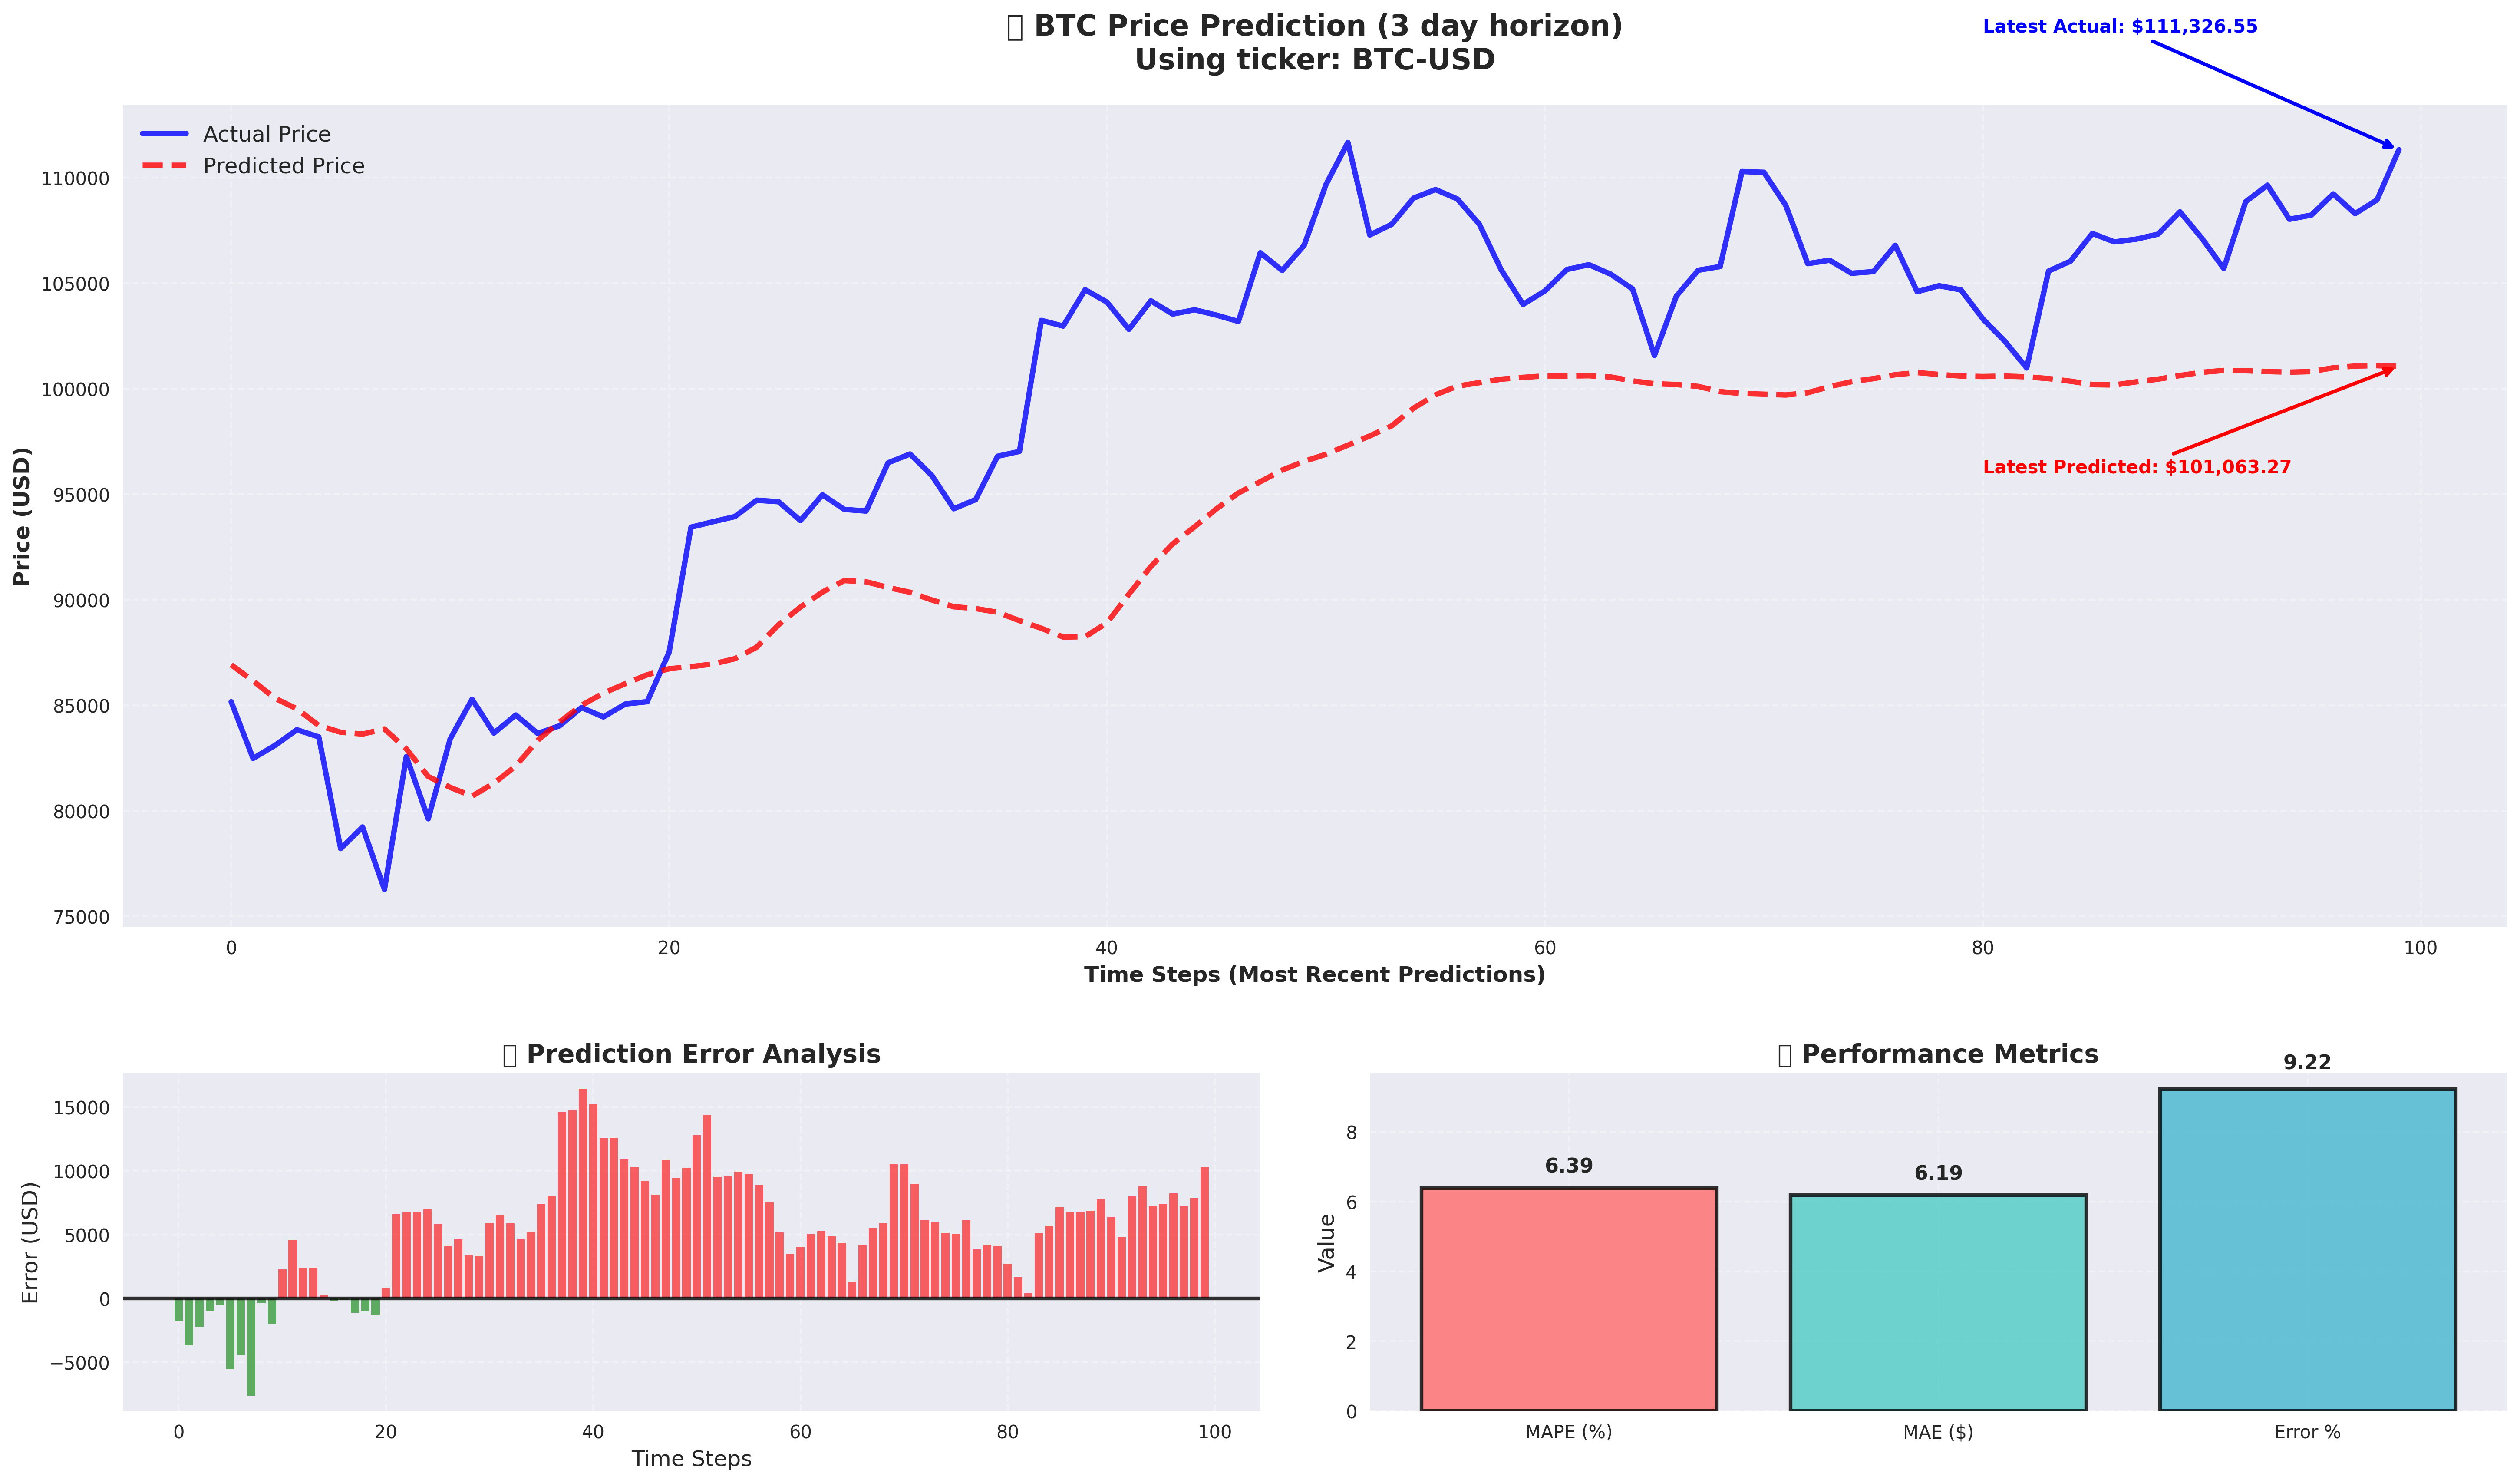 ▯ BTC Price Prediction (3 day horizon)
Using ticker: BTC-USD
Latest Actual: $111,326.55
Actual Price
Predicted Price
Price (USD)
110000
105000
100000
95000
90000
85000
80000
75000
Latest Predicted: $101,063.27
0 20 40 60 80 100
Time Steps (Most Recent Predictions)
▯ Prediction Error Analysis
Error (USD)
15000
10000
5000
0
−5000
0 20 40 60 80 100
Time Steps
▯ Performance Metrics
Value
8
6
4
2
0
6.39
6.19
9.22
MAPE (%)
MAE ($)
Error %